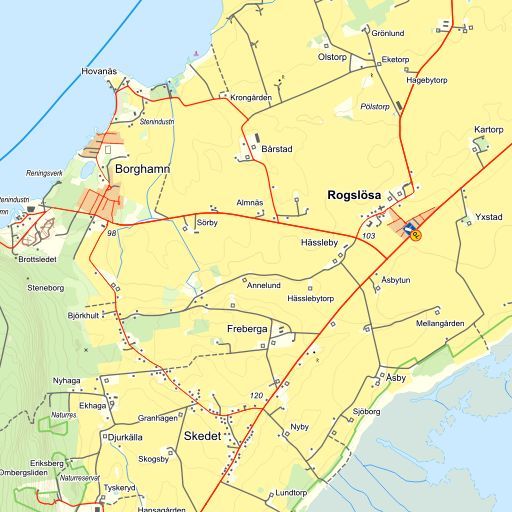 Grönlund
Olstorp
Eketorp
Hovanäs
Hagebytorp
Krongården
Pölstorp
Stenindustri
Kartorp
Bårstad
Borghamn
Reningsverk
Rogslösa
Stenindustri
Almnäs
Yxstad
Sörby
98
103
Hässleby
Brottsledet
Åsbytun
Steneborg
Annelund
Hässlebytorp
Björkhult
Mellangården
Freberga
Åsby
Nyhaga
Naturres.
120
Ekhaga
Granhagen
Sjöborg
Djurkälla
Skedet
Nyby
Skogsby
Eriksberg
Ombergsliden
Naturreservat
Tyskeryd
Lundtorp
Hansagården